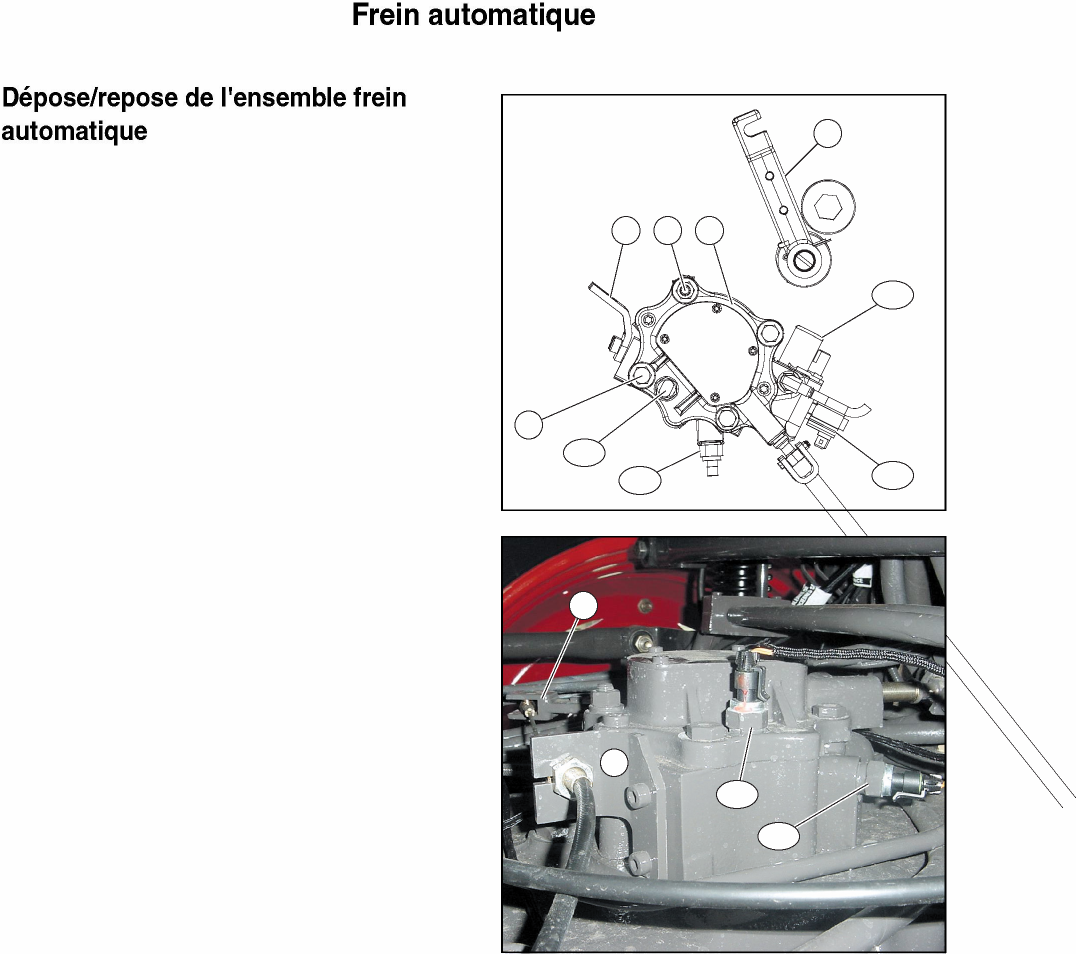 Frein automatique
Dépose/repose de l'ensemble frein
automatique